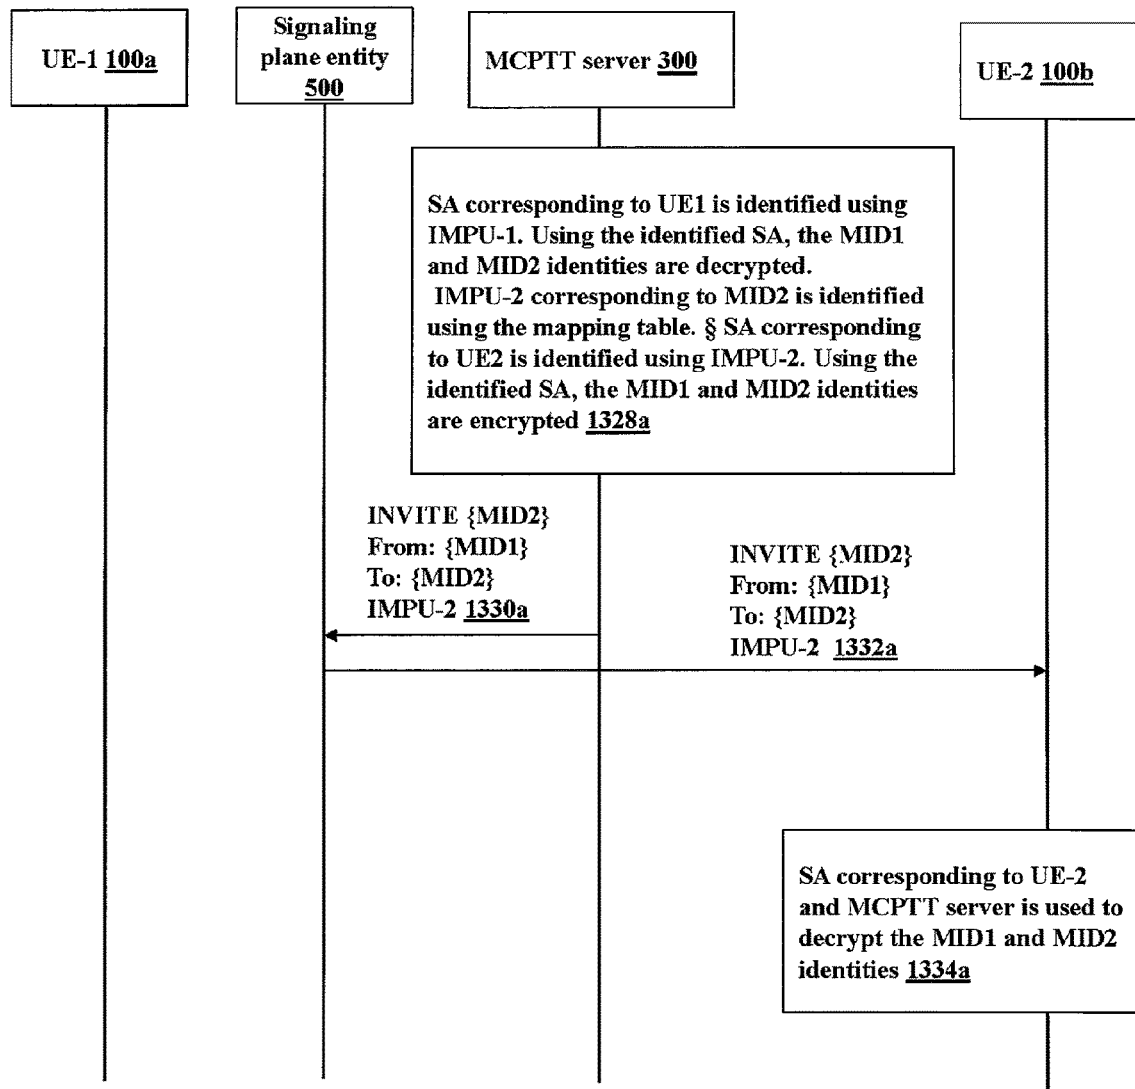 UE-1 100a
Signaling
plane entity
500
MCPTT server 300
UE-2 100b
SA corresponding to UE1 is identified using
IMPU-1. Using the identified SA, the MID1
and MID2 identities are decrypted.
IMPU-2 corresponding to MID2 is identified
using the mapping table. § SA corresponding
to UE2 is identified using IMPU-2. Using the
identified SA, the MID1 and MID2 identities
are encrypted 1328a
INVITE {MID2}
From: {MID1}
To: {MID2}
IMPU-2 1330a
INVITE {MID2}
From: {MID1}
To: {MID2}
IMPU-2 1332a
SA corresponding to UE-2
and MCPTT server is used to
decrypt the MID1 and MID2
identities 1334a